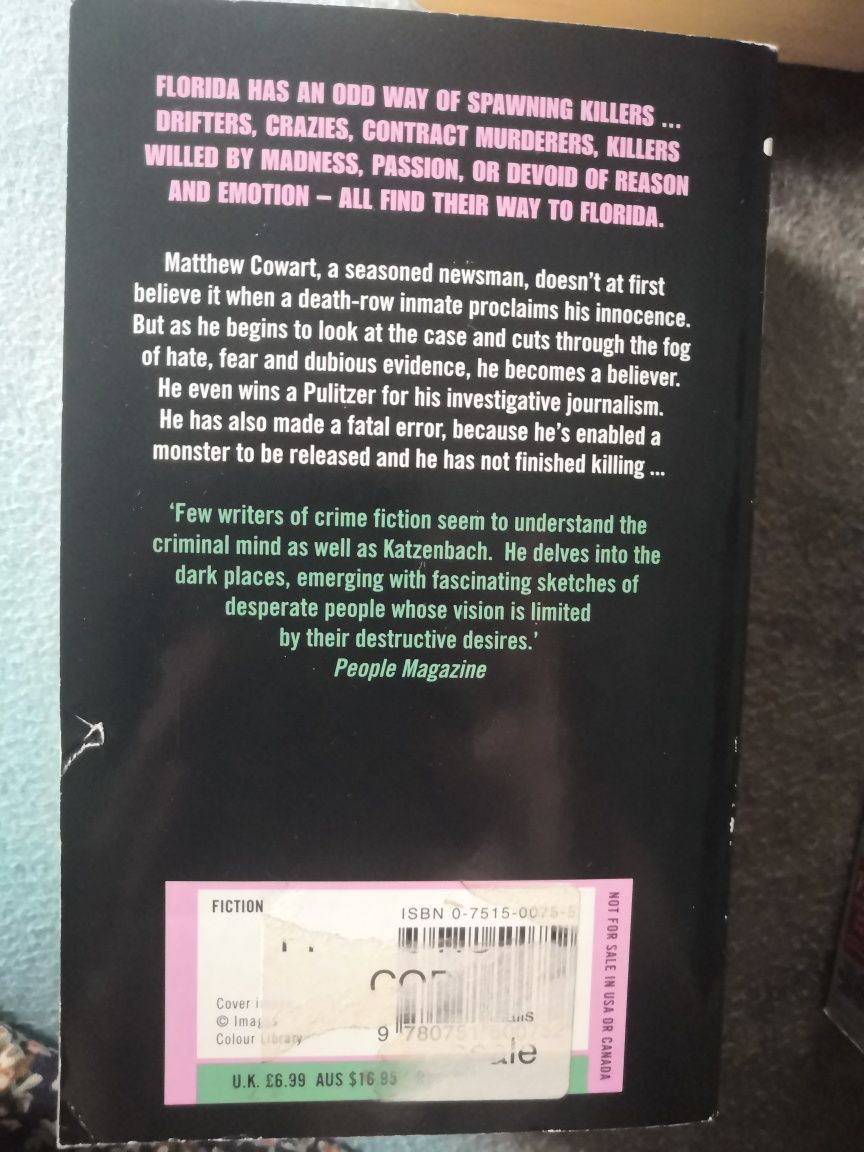 FLORIDA HAS AN ODD WAY OF SPAWNING KILLERS ...
DRIFTERS, CRAZIES, CONTRACT MURDERERS, KILLERS
WILLED BY MADNESS, PASSION, OR DEVOID OF REASON
AND EMOTION – ALL FIND THEIR WAY TO FLORIDA.
Matthew Cowart, a seasoned newsman, doesn't at first
believe it when a death-row inmate proclaims his innocence.
But as he begins to look at the case and cuts through the fog
of hate, fear and dubious evidence, he becomes a believer.
He even wins a Pulitzer for his investigative journalism.
He has also made a fatal error, because he's enabled a
monster to be released and he has not finished killing ...
'Few writers of crime fiction seem to understand the
criminal mind as well as Katzenbach. He delves into the
dark places, emerging with fascinating sketches of
desperate people whose vision is limited
by their destructive desires.'
People Magazine
FICTION
ISBN 0-7515-0075-5
Cover
©
Colour Library
9 780751
U.K. £6.99 AUS $16.95
NOT FOR SALE IN USA OR CANADA